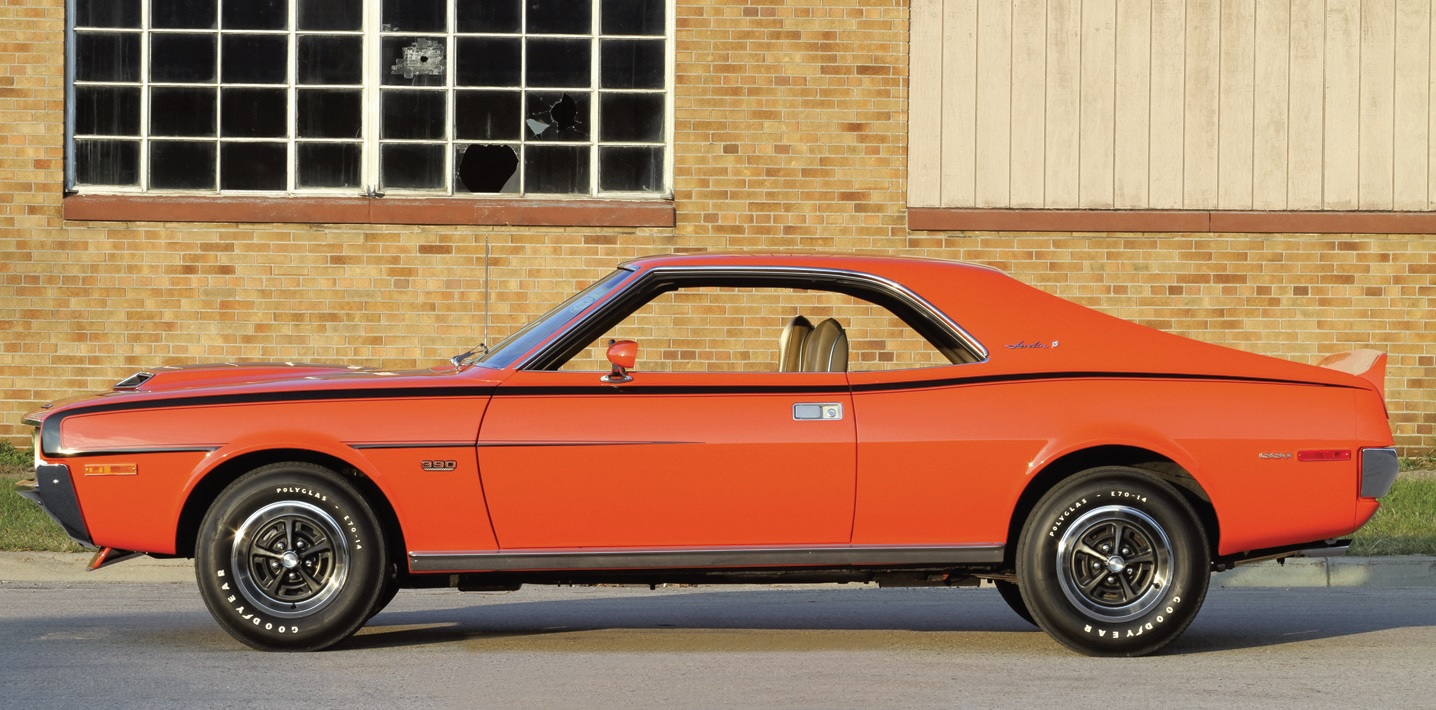 390
POLYGLAS - E70-14
GOODYEAR
POLYGLAS - E70-14
GOODYEAR